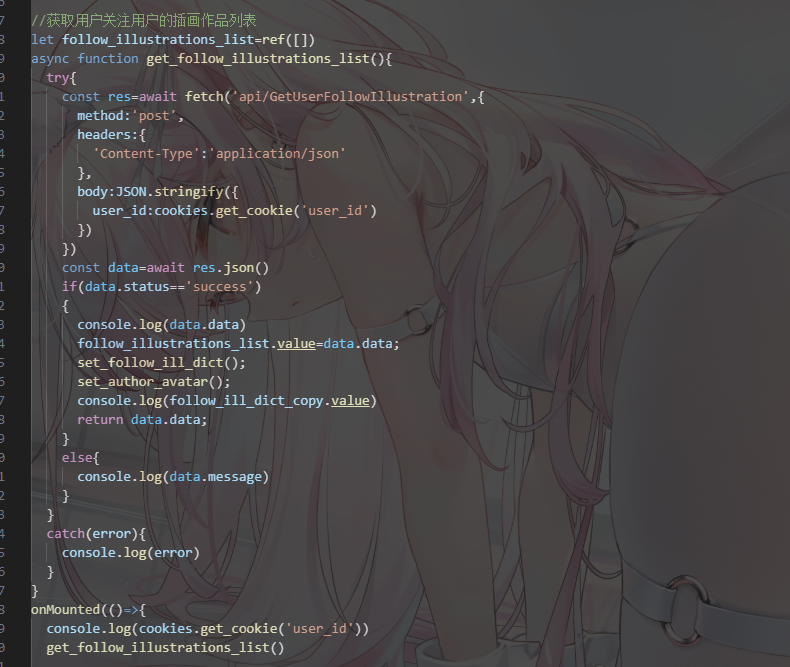 //获取用户关注用户的插画作品列表
let follow_illustrations_list=ref([])
async function get_follow_illustrations_list(){
try{
const res=await fetch('api/GetUserFollowIllustration',{
method:'post',
headers:{
'Content-Type':'application/json'
},
body:JSON.stringify({
user_id:cookies.get_cookie('user_id')
})
})
const data=await res.json()
if(data.status=='success')
{
console.log(data.data)
follow_illustrations_list.value=data.data;
set_follow_ill_dict();
set_author_avatar();
console.log(follow_ill_dict_copy.value)
return data.data;
}
else{
console.log(data.message)
}
}
catch(error){
console.log(error)
}
}
onMounted(()=>{
console.log(cookies.get_cookie('user_id'))
get_follow_illustrations_list()